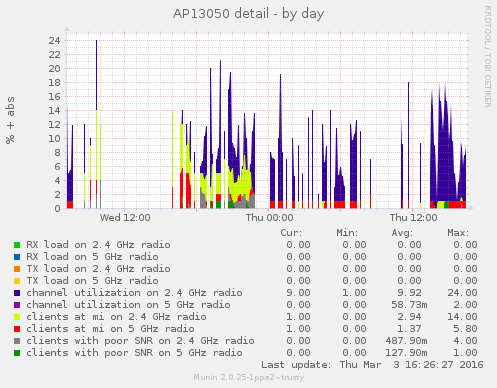 AP13050 detail - by day
RRDTOOL / TOBI OETIKER
% + abs
24
22
20
18
16
14
12
10
8
6
4
2
0
Wed 12:00 Thu 00:00 Thu 12:00
Cur: Min: Avg: Max:
RX load on 2.4 GHz radio 0.00 0.00 0.00 0.00
RX load on 5 GHz radio 0.00 0.00 0.00 0.00
TX load on 2.4 GHz radio 0.00 0.00 0.00 0.00
TX load on 5 GHz radio 0.00 0.00 0.00 0.00
channel utilization on 2.4 GHz radio 9.00 1.00 9.92 24.00
channel utilization on 5 GHz radio 0.00 0.00 58.73m 2.00
clients at mi on 2.4 GHz radio 1.00 0.00 2.94 14.00
clients at mi on 5 GHz radio 1.00 0.00 1.37 5.80
clients with poor SNR on 2.4 GHz radio 0.00 0.00 487.90m 4.00
clients with poor SNR on 5 GHz radio 0.00 0.00 127.90m 1.00
Last update: Thu Mar 3 16:26:27 2016
Munin 2.0.25-1ppa2~trusty